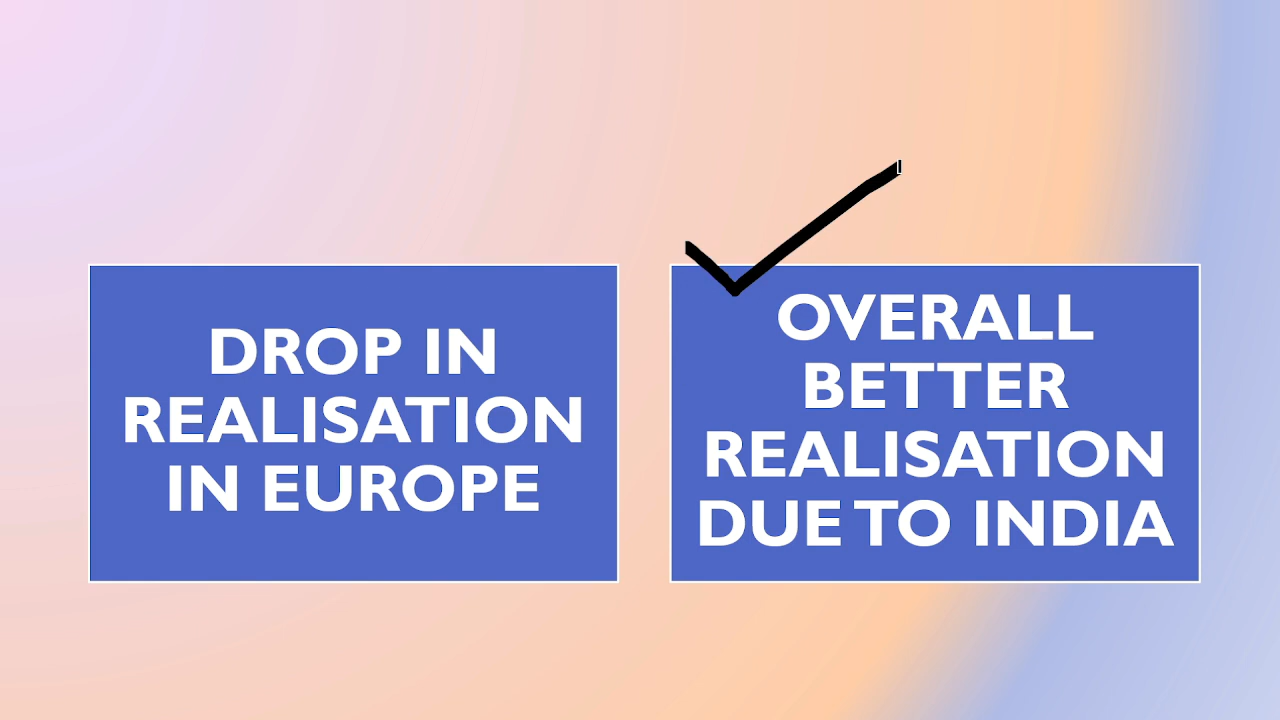 DROP IN
REALISATION
IN EUROPE
OVERALL
BETTER
REALISATION
DUE TO INDIA